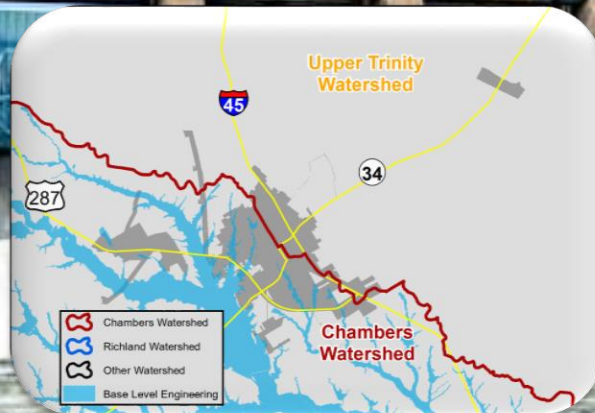 Upper Trinity
Watershed
45
34
287
Chambers Watershed
Richland Watershed
Other Watershed
Base Level Engineering
Chambers
Watershed